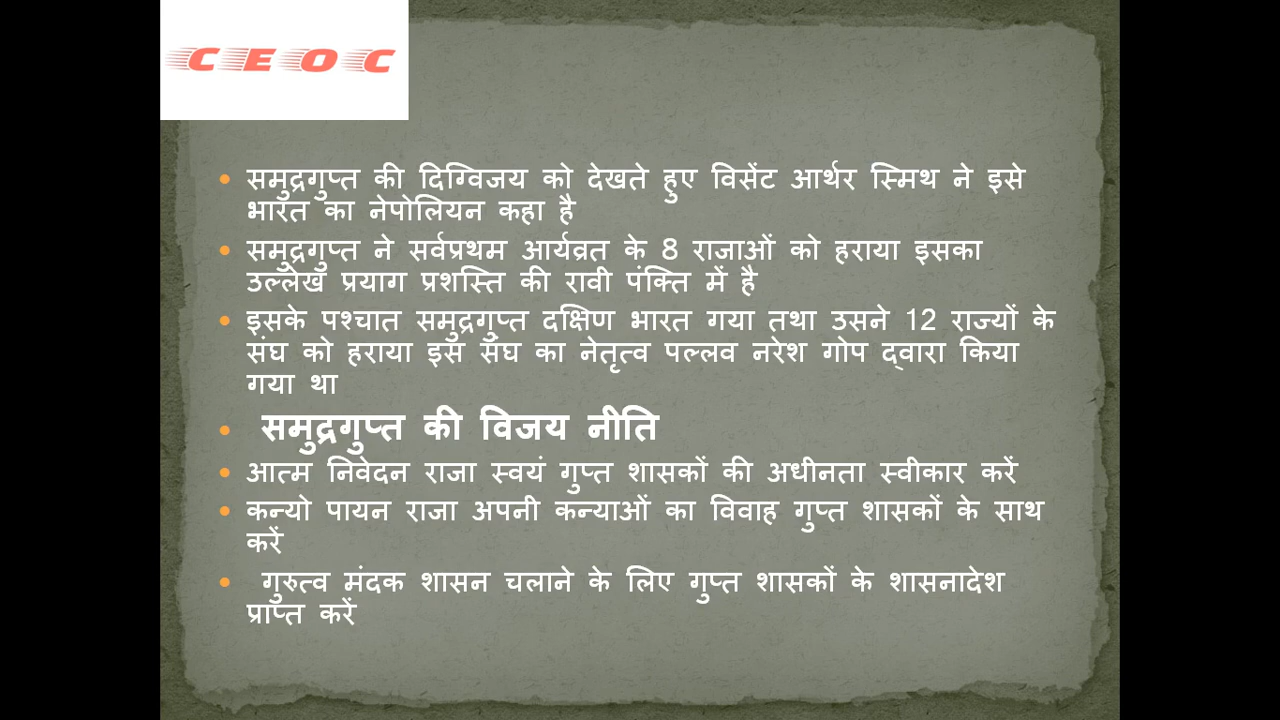 CEOC
समुद्रगुप्त की दिग्विजय को देखते हुए विसेंट आर्थर स्मिथ ने इसे
भारत का नेपोलियन कहा है
समुद्रगुप्त ने सर्वप्रथम आर्यव्रत के 8 राजाओं को हराया इसका
उल्लेख प्रयाग प्रशस्ति की रावी पंक्ति में है
इसके पश्चात समुद्रगुप्त दक्षिण भारत गया तथा उसने 12 राज्यों के
संघ को हराया इस संघ का नेतृत्व पल्लव नरेश गोप द्वारा किया
गया था
समुद्रगुप्त की विजय नीति
आत्म निवेदन राजा स्वयं गुप्त शासकों की अधीनता स्वीकार करें
कन्यो पायन राजा अपनी कन्याओं का विवाह गुप्त शासकों के साथ
करें
गुरुत्व मंदक शासन चलाने के लिए गुप्त शासकों के शासनादेश
प्राप्त करें